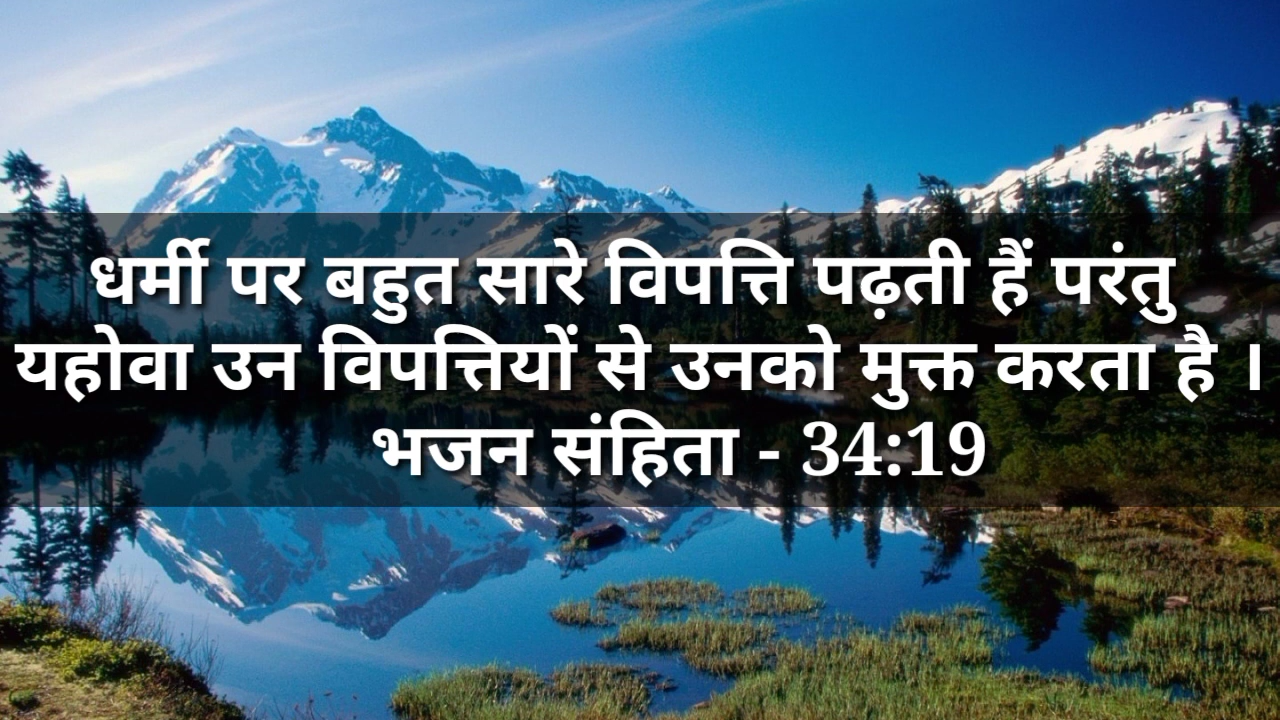 धर्मी पर बहुत सारे विपत्ति पढ़ती हैं परंतु
यहोवा उन विपत्तियों से उनको मुक्त करता है ।
भजन संहिता - 34:19